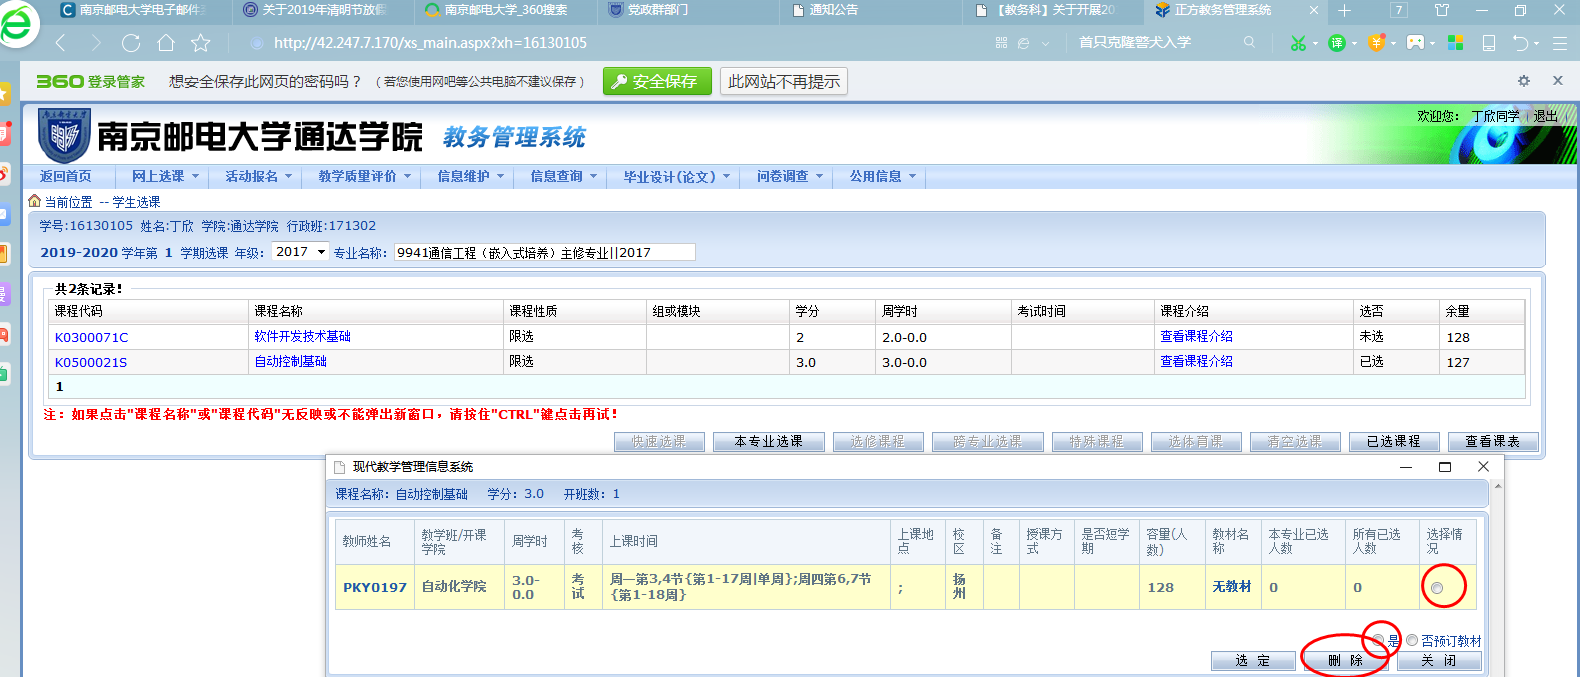 南京邮电大学电子邮件
关于2019年清明节放假
南京邮电大学_360搜索
党政群部门
通知公告
【教务科】关于开展20
正方教务管理系统
7
http://42.247.7.170/xs_main.aspx?xh=16130105
首只克隆警犬入学
译
360登录管家 想安全保存此网页的密码吗？（若您使用网吧等公共电脑不建议保存） 安全保存 此网站不再提示
南京邮电大学通达学院 教务管理系统
欢迎您： 丁欣同学 退出
返回首页 网上选课 活动报名 教学质量评价 信息维护 信息查询 毕业设计(论文) 问卷调查 公用信息
当前位置 -- 学生选课
学号:16130105 姓名:丁欣 学院:通达学院 行政班:171302
2019-2020 学年第 1 学期选课 年级: 2017 专业名称: 9941通信工程（嵌入式培养）主修专业||2017
共2条记录!
课程代码 课程名称 课程性质 组或模块 学分 周学时 考试时间 课程介绍 选否 余量
K0300071C 软件开发技术基础 限选 2 2.0-0.0 查看课程介绍 未选 128
K0500021S 自动控制基础 限选 3.0 3.0-0.0 查看课程介绍 已选 127
1
注：如果点击"课程名称"或"课程代码"无反映或不能弹出新窗口，请按住"CTRL"键点击再试！
快速选课 本专业选课 选修课程 跨专业选课 特殊课程 选体育课 清空选课 已选课程 查看课表
现代教学管理信息系统
课程名称: 自动控制基础 学分: 3.0 开班数: 1
教师姓名 教学班/开课学院 周学时 考核 上课时间 上课地点 校区 备注 授课方式 是否短学期 容量(人数) 教材名称 本专业已选人数 所有已选人数 选择情况
PKY0197 自动化学院 3.0-0.0 考试 周一第3,4节{第1-17周|单周};周四第6,7节{第1-18周} ; 扬州 128 无教材 0 0
是 否预订教材
选 定 删 除 关 闭